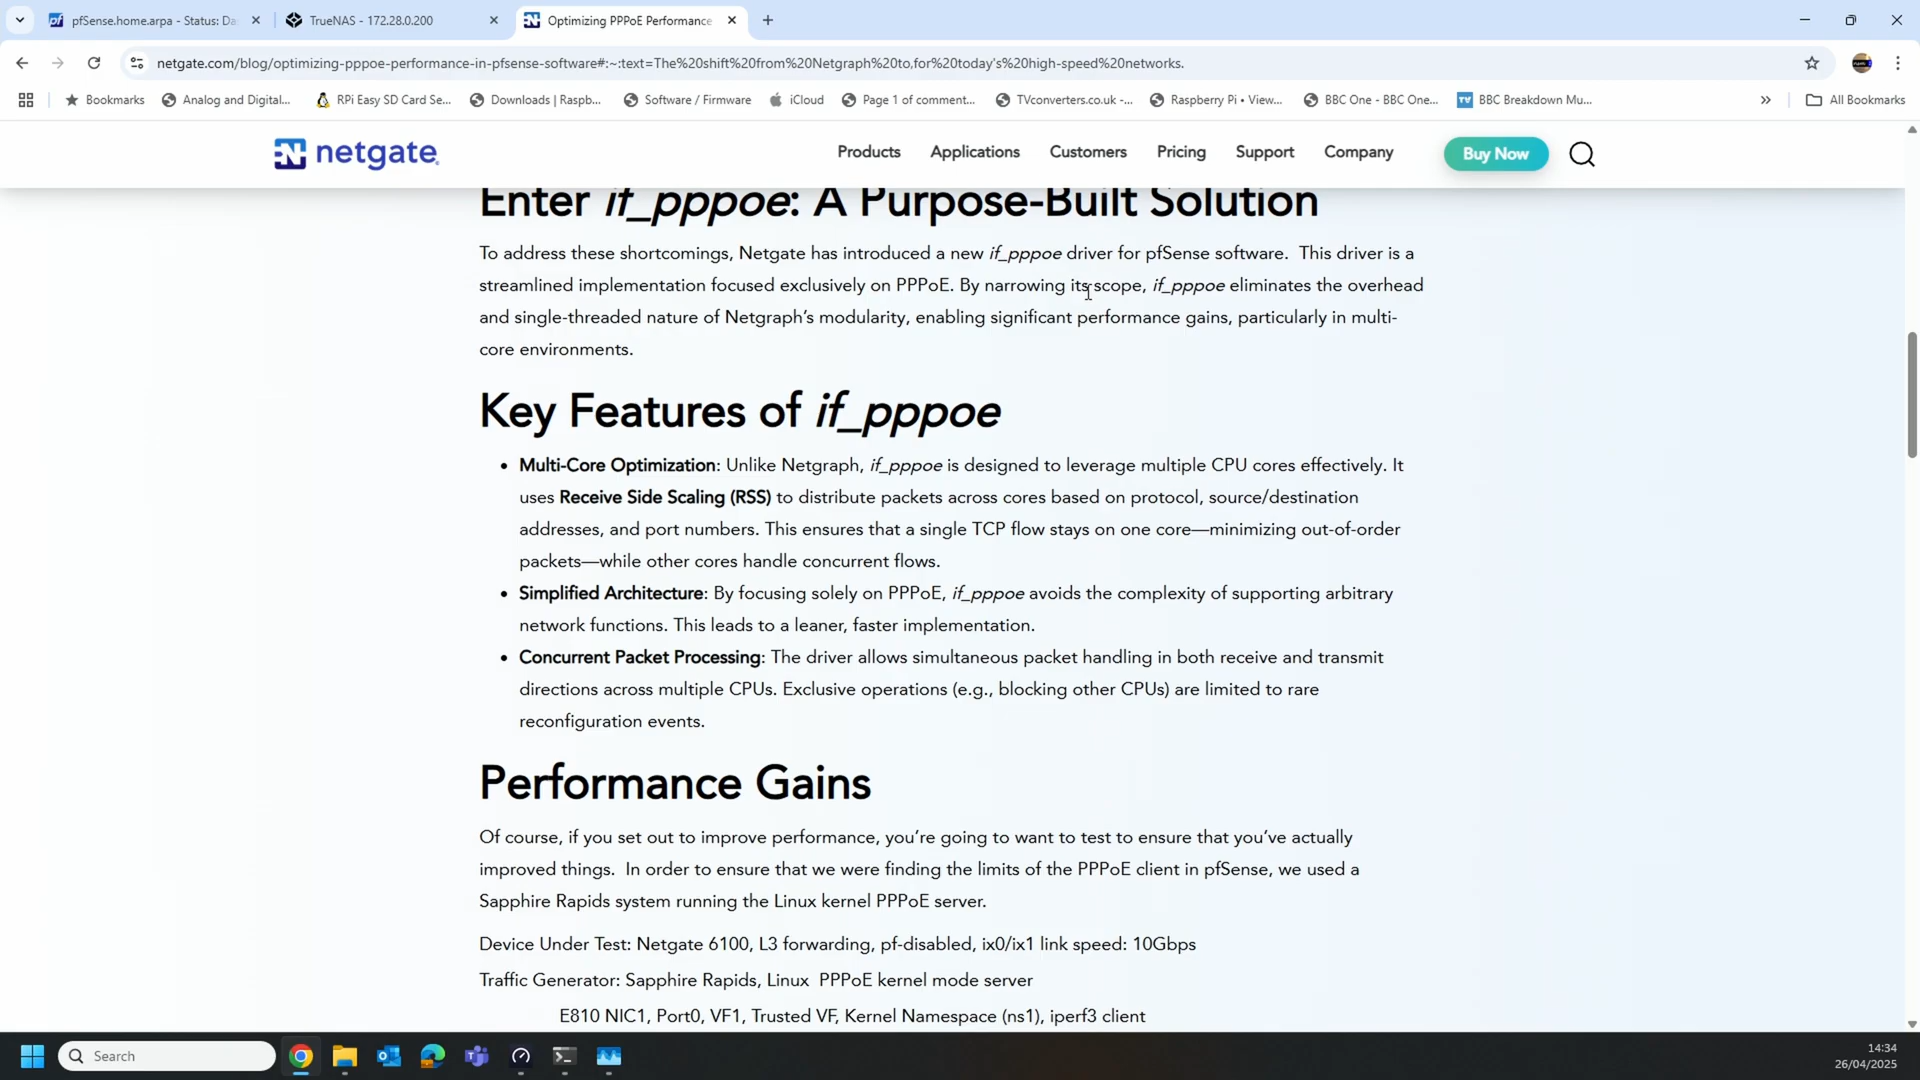 pfSense.home.arpa - Status: Da
TrueNAS - 172.28.0.200
Optimizing PPPoE Performance
netgate.com/blog/optimizing-pppoe-performance-in-pfsense-software#:~:text=The%20shift%20from%20Netgraph%20to,for%20today's%20high-speed%20networks.
Bookmarks
Analog and Digital...
RPi Easy SD Card Se...
Downloads | Raspb...
Software / Firmware
iCloud
Page 1 of comment...
TVconverters.co.uk -...
Raspberry Pi • View...
BBC One - BBC One...
BBC Breakdown Mu...
All Bookmarks
netgate
Products
Applications
Customers
Pricing
Support
Company
Buy Now
Enter if_pppoe: A Purpose-Built Solution
To address these shortcomings, Netgate has introduced a new if_pppoe driver for pfSense software.  This driver is a
streamlined implementation focused exclusively on PPPoE. By narrowing its scope, if_pppoe eliminates the overhead
and single-threaded nature of Netgraph's modularity, enabling significant performance gains, particularly in multi-
core environments.
Key Features of if_pppoe
• Multi-Core Optimization: Unlike Netgraph, if_pppoe is designed to leverage multiple CPU cores effectively. It
uses Receive Side Scaling (RSS) to distribute packets across cores based on protocol, source/destination
addresses, and port numbers. This ensures that a single TCP flow stays on one core—minimizing out-of-order
packets—while other cores handle concurrent flows.
• Simplified Architecture: By focusing solely on PPPoE, if_pppoe avoids the complexity of supporting arbitrary
network functions. This leads to a leaner, faster implementation.
• Concurrent Packet Processing: The driver allows simultaneous packet handling in both receive and transmit
directions across multiple CPUs. Exclusive operations (e.g., blocking other CPUs) are limited to rare
reconfiguration events.
Performance Gains
Of course, if you set out to improve performance, you're going to want to test to ensure that you've actually
improved things.  In order to ensure that we were finding the limits of the PPPoE client in pfSense, we used a
Sapphire Rapids system running the Linux kernel PPPoE server.
Device Under Test: Netgate 6100, L3 forwarding, pf-disabled, ix0/ix1 link speed: 10Gbps
Traffic Generator: Sapphire Rapids, Linux  PPPoE kernel mode server
E810 NIC1, Port0, VF1, Trusted VF, Kernel Namespace (ns1), iperf3 client
Search
14:34
26/04/2025